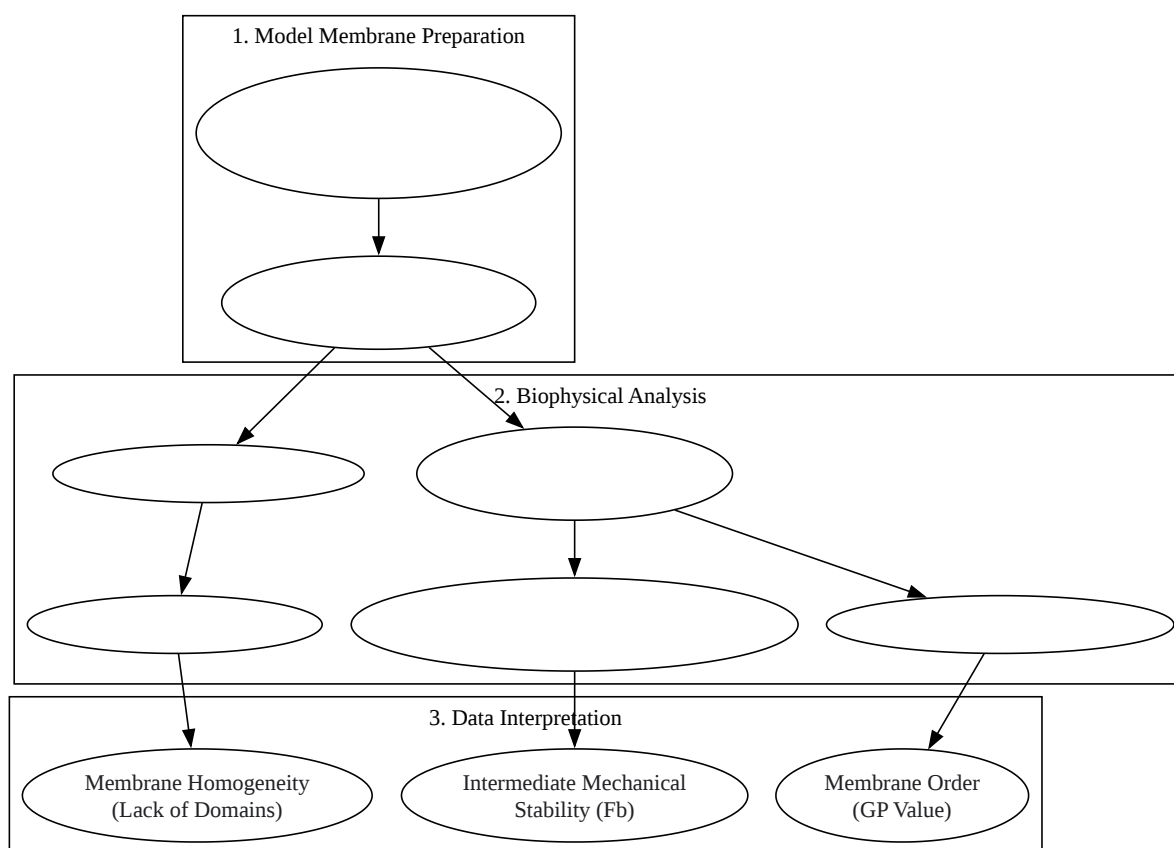 1. Model Membrane Preparation
2. Biophysical Analysis
3. Data Interpretation
Membrane Homogeneity
(Lack of Domains)
Intermediate Mechanical
Stability (Fb)
Membrane Order
(GP Value)